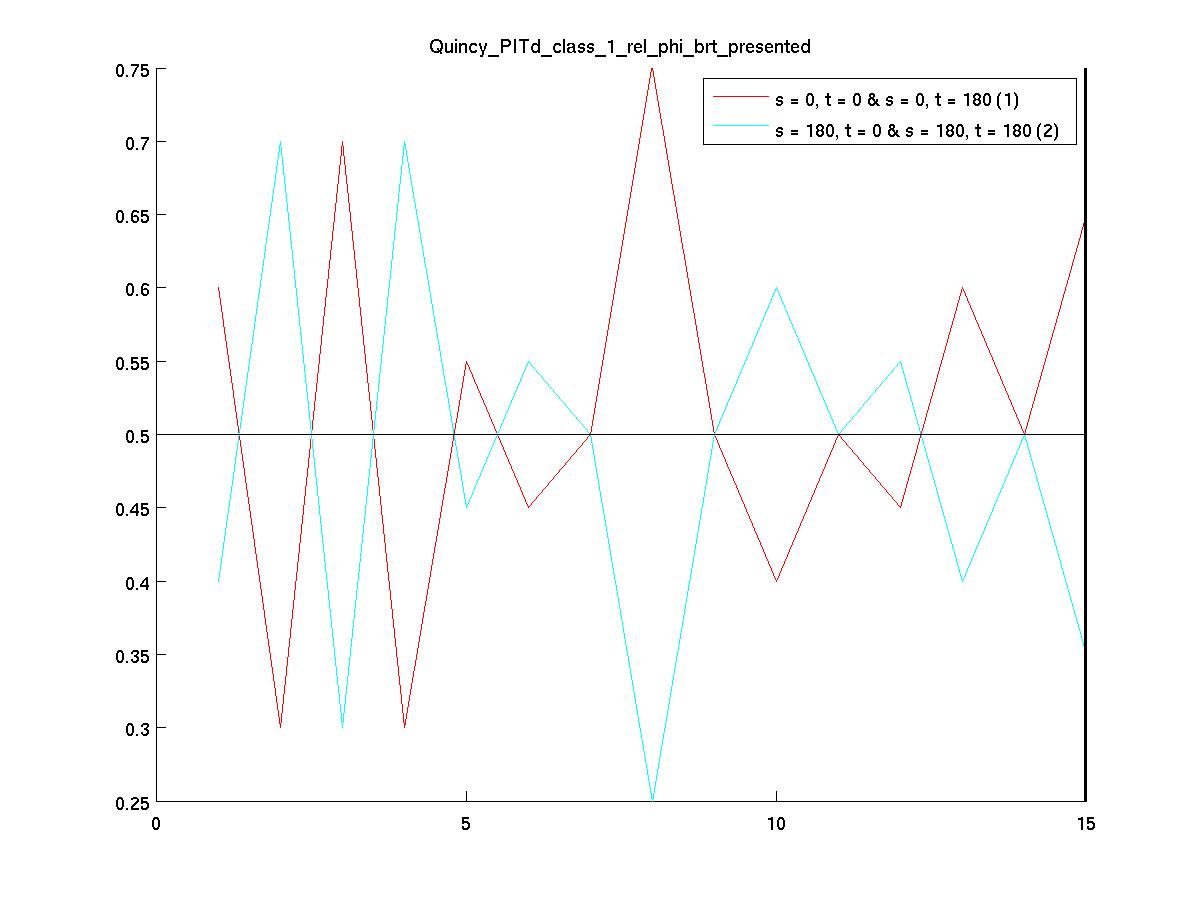 Quincy_PITd_class_1_rel_phi_brt_presented
s = 0, t = 0 & s = 0, t = 180 (1)
s = 180, t = 0 & s = 180, t = 180 (2)
0.75
0.7
0.65
0.6
0.55
0.5
0.45
0.4
0.35
0.3
0.25
0 5 10 15